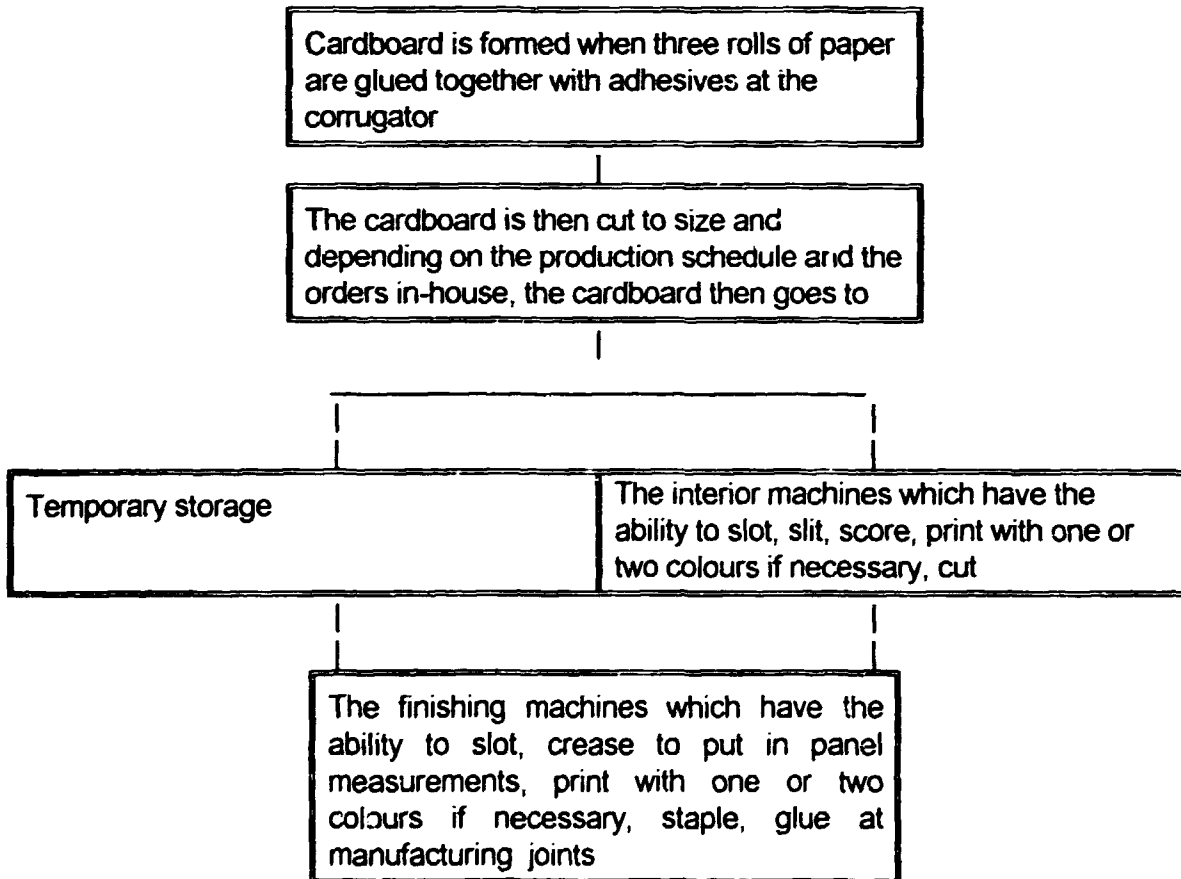 Cardboard is formed when three rolls of paper
are glued together with adhesives at the
corrugator
The cardboard is then cut to size and
depending on the production schedule and the
orders in-house, the cardboard then goes to
Temporary storage
The interior machines which have the
ability to slot, slit, score, print with one or
two colours if necessary, cut
The finishing machines which have the
ability to slot, crease to put in panel
measurements, print with one or two
colours if necessary, staple, glue at
manufacturing joints